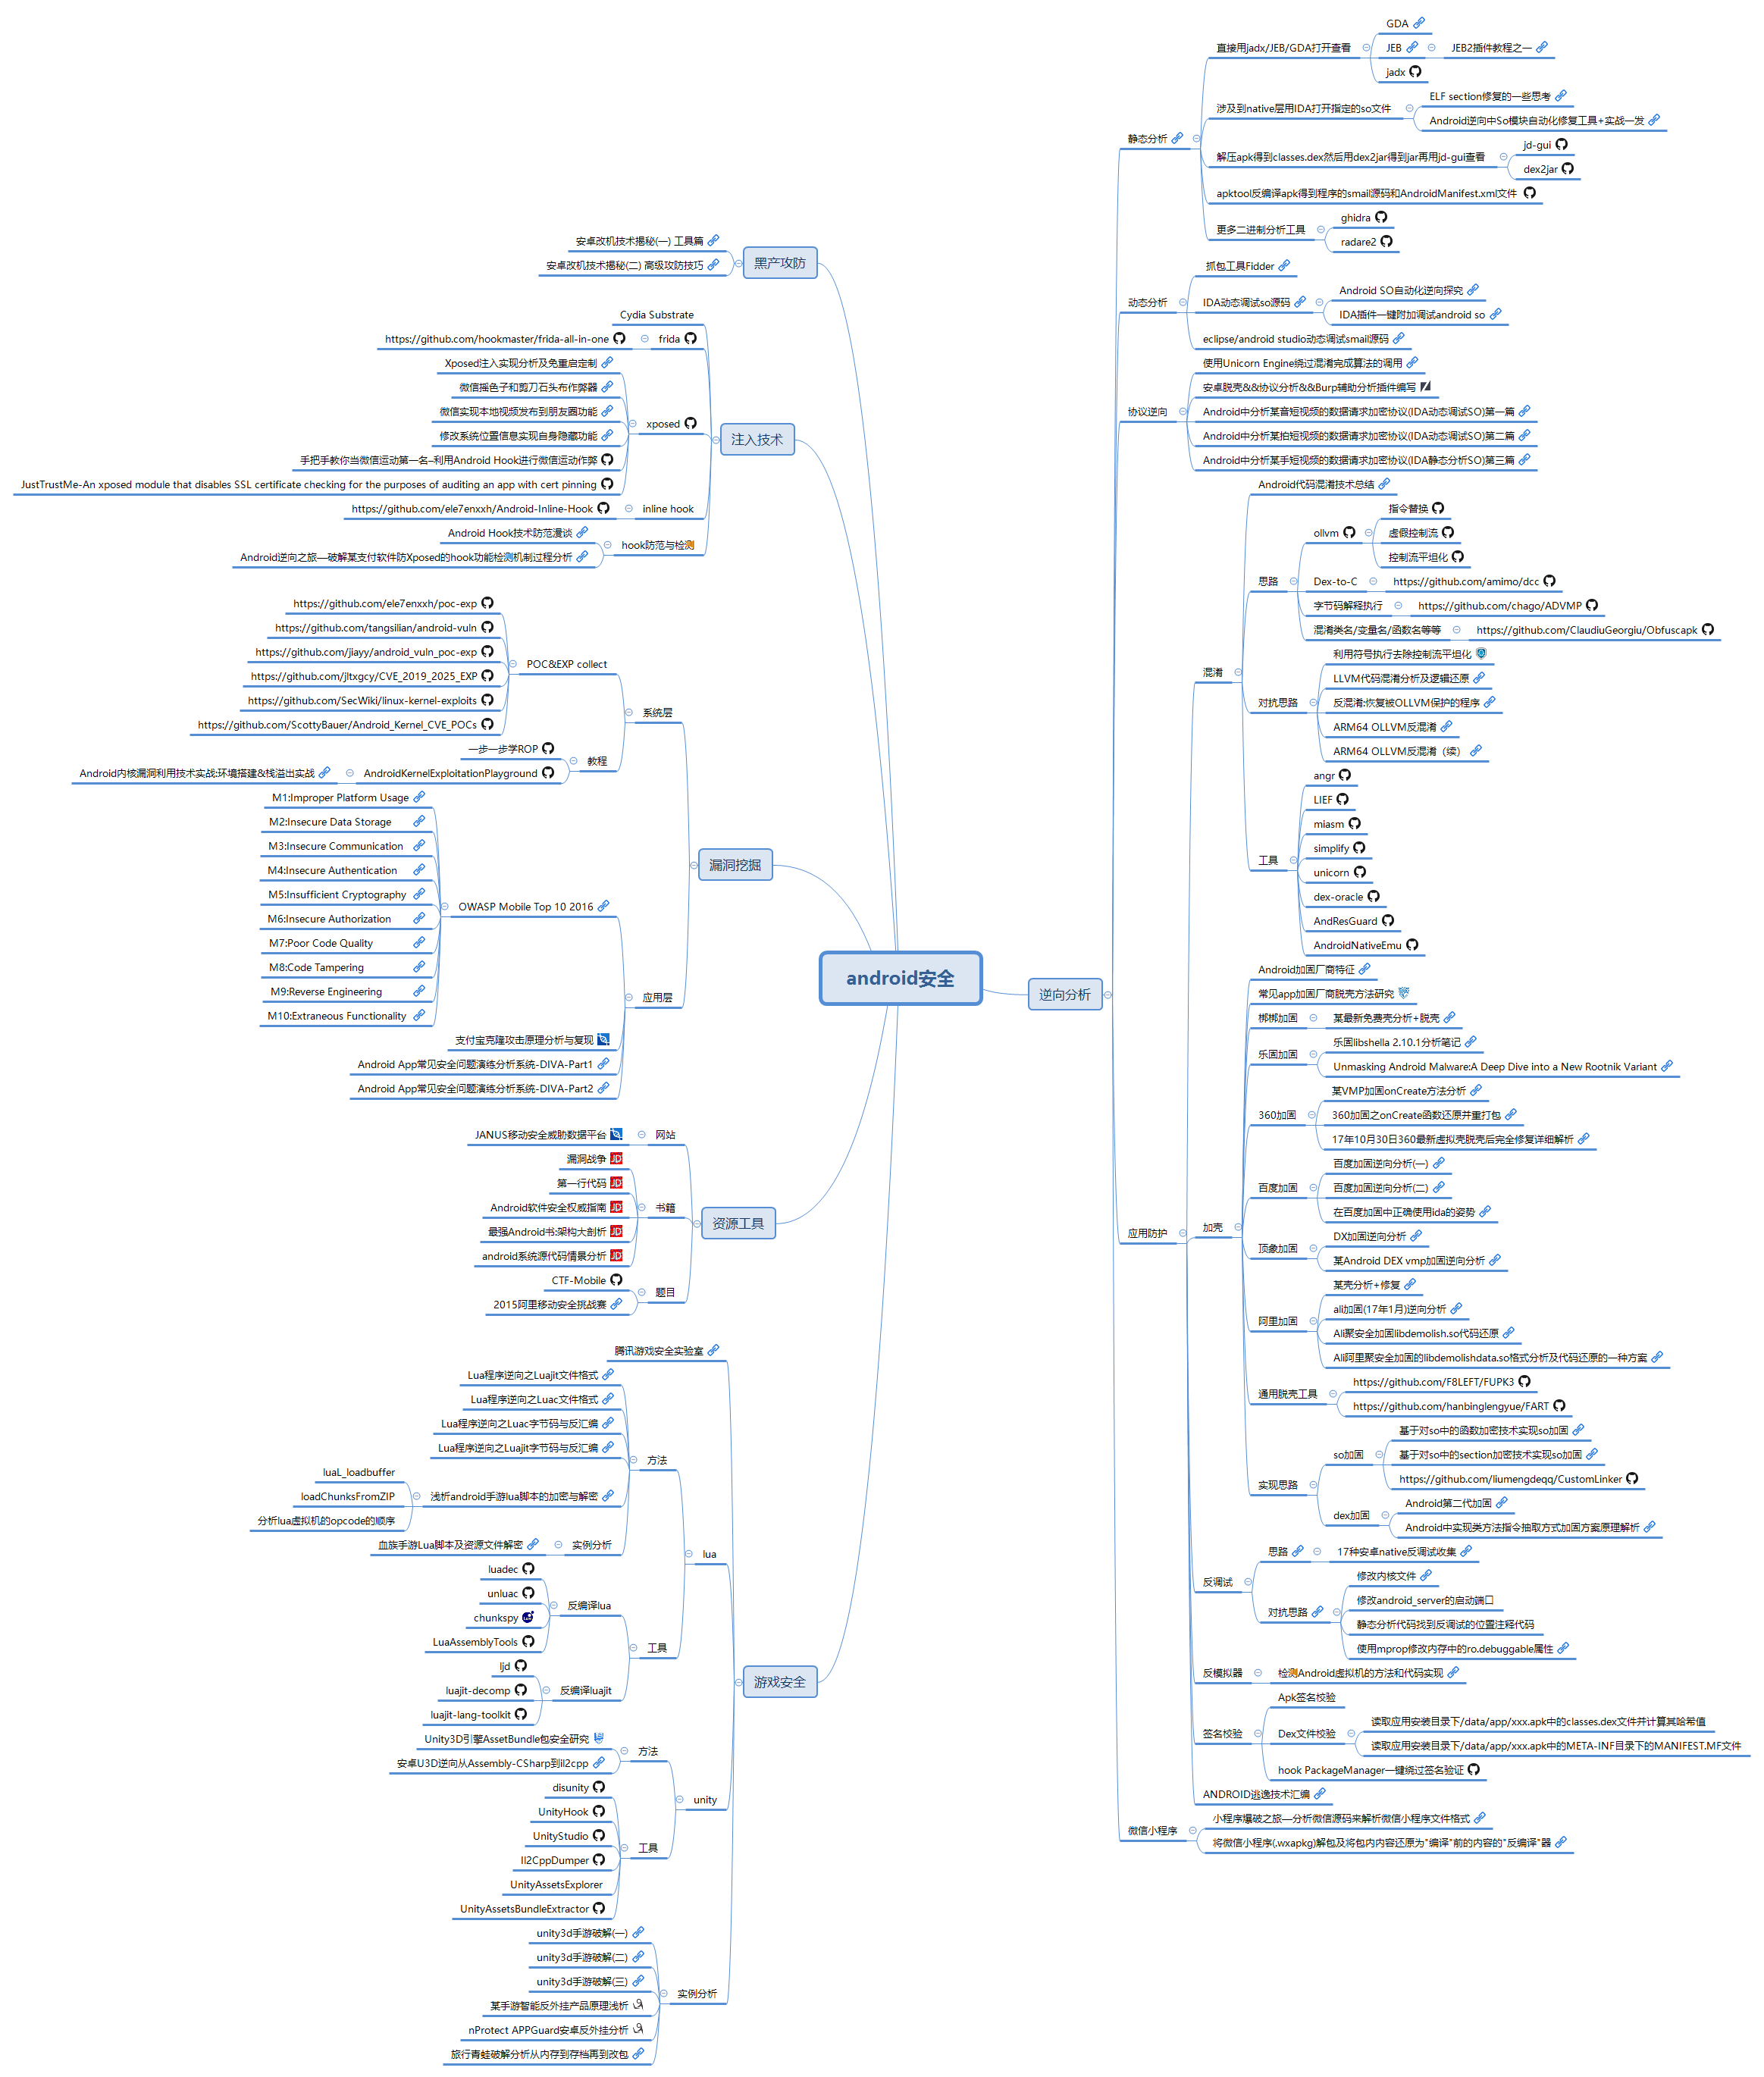 android安全
黑产攻防
安卓改机技术揭秘(一) 工具篇
安卓改机技术揭秘(二) 高级攻防技巧
注入技术
Cydia Substrate
frida
https://github.com/hookmaster/frida-all-in-one
xposed
Xposed注入实现分析及免重启定制
微信摇色子和剪刀石头布作弊器
微信实现本地视频发布到朋友圈功能
修改系统位置信息实现自身隐藏功能
手把手教你当微信运动第一名–利用Android Hook进行微信运动作弊
JustTrustMe-An xposed module that disables SSL certificate checking for the purposes of auditing an app with cert pinning
inline hook
https://github.com/ele7enxxh/Android-Inline-Hook
hook防范与检测
Android Hook技术防范漫谈
Android逆向之旅—破解某支付软件防Xposed的hook功能检测机制过程分析
漏洞挖掘
系统层
POC&EXP collect
https://github.com/ele7enxxh/poc-exp
https://github.com/tangsilian/android-vuln
https://github.com/jiayy/android_vuln_poc-exp
https://github.com/jltxgcy/CVE_2019_2025_EXP
https://github.com/SecWiki/linux-kernel-exploits
https://github.com/ScottyBauer/Android_Kernel_CVE_POCs
教程
一步一步学ROP
AndroidKernelExploitationPlayground
Android内核漏洞利用技术实战:环境搭建&栈溢出实战
应用层
OWASP Mobile Top 10 2016
M1:Improper Platform Usage
M2:Insecure Data Storage
M3:Insecure Communication
M4:Insecure Authentication
M5:Insufficient Cryptography
M6:Insecure Authorization
M7:Poor Code Quality
M8:Code Tampering
M9:Reverse Engineering
M10:Extraneous Functionality
支付宝克隆攻击原理分析与复现
Android App常见安全问题演练分析系统-DIVA-Part1
Android App常见安全问题演练分析系统-DIVA-Part2
资源工具
网站
JANUS移动安全威胁数据平台
书籍
漏洞战争
JD
第一行代码
JD
Android软件安全权威指南
JD
最强Android书:架构大剖析
JD
android系统源代码情景分析
JD
题目
CTF-Mobile
2015阿里移动安全挑战赛
游戏安全
腾讯游戏安全实验室
lua
方法
Lua程序逆向之Luajit文件格式
Lua程序逆向之Luac文件格式
Lua程序逆向之Luac字节码与反汇编
Lua程序逆向之Luajit字节码与反汇编
浅析android手游lua脚本的加密与解密
luaL_loadbuffer
loadChunksFromZIP
分析lua虚拟机的opcode的顺序
实例分析
血族手游Lua脚本及资源文件解密
工具
反编译lua
luadec
unluac
chunkspy
LuaAssemblyTools
反编译luajit
ljd
luajit-decomp
luajit-lang-toolkit
unity
方法
Unity3D引擎AssetBundle包安全研究
安卓U3D逆向从Assembly-CSharp到il2cpp
工具
disunity
UnityHook
UnityStudio
Il2CppDumper
UnityAssetsExplorer
UnityAssetsBundleExtractor
实例分析
unity3d手游破解(一)
unity3d手游破解(二)
unity3d手游破解(三)
某手游智能反外挂产品原理浅析
nProtect APPGuard安卓反外挂分析
旅行青蛙破解分析从内存到存档再到改包
逆向分析
静态分析
直接用jadx/JEB/GDA打开查看
GDA
JEB
JEB2插件教程之一
jadx
涉及到native层用IDA打开指定的so文件
ELF section修复的一些思考
Android逆向中So模块自动化修复工具+实战一发
解压apk得到classes.dex然后用dex2jar得到jar再用jd-gui查看
jd-gui
dex2jar
apktool反编译apk得到程序的smail源码和AndroidManifest.xml文件
更多二进制分析工具
ghidra
radare2
动态分析
抓包工具Fidder
IDA动态调试so源码
Android SO自动化逆向探究
IDA插件一键附加调试android so
eclipse/android studio动态调试smail源码
协议逆向
使用Unicorn Engine绕过混淆完成算法的调用
安卓脱壳&&协议分析&&Burp辅助分析插件编写
Android中分析某音短视频的数据请求加密协议(IDA动态调试SO)第一篇
Android中分析某拍短视频的数据请求加密协议(IDA动态调试SO)第二篇
Android中分析某手短视频的数据请求加密协议(IDA静态分析SO)第三篇
应用防护
混淆
Android代码混淆技术总结
思路
ollvm
指令替换
虚假控制流
控制流平坦化
Dex-to-C
https://github.com/amimo/dcc
字节码解释执行
https://github.com/chago/ADVMP
混淆类名/变量名/函数名等等
https://github.com/ClaudiuGeorgiu/Obfuscapk
对抗思路
利用符号执行去除控制流平坦化
LLVM代码混淆分析及逻辑还原
反混淆:恢复被OLLVM保护的程序
ARM64 OLLVM反混淆
ARM64 OLLVM反混淆（续）
工具
angr
LIEF
miasm
simplify
unicorn
dex-oracle
AndResGuard
AndroidNativeEmu
加壳
Android加固厂商特征
常见app加固厂商脱壳方法研究
梆梆加固
某最新免费壳分析+脱壳
乐固加固
乐固libshella 2.10.1分析笔记
Unmasking Android Malware:A Deep Dive into a New Rootnik Variant
360加固
某VMP加固onCreate方法分析
360加固之onCreate函数还原并重打包
17年10月30日360最新虚拟壳脱壳后完全修复详细解析
百度加固
百度加固逆向分析(一)
百度加固逆向分析(二)
在百度加固中正确使用ida的姿势
顶象加固
DX加固逆向分析
某Android DEX vmp加固逆向分析
阿里加固
某壳分析+修复
ali加固(17年1月)逆向分析
Ali聚安全加固libdemolish.so代码还原
Ali阿里聚安全加固的libdemolishdata.so格式分析及代码还原的一种方案
通用脱壳工具
https://github.com/F8LEFT/FUPK3
https://github.com/hanbinglengyue/FART
实现思路
so加固
基于对so中的函数加密技术实现so加固
基于对so中的section加密技术实现so加固
https://github.com/liumengdeqq/CustomLinker
dex加固
Android第二代加固
Android中实现类方法指令抽取方式加固方案原理解析
反调试
思路
17种安卓native反调试收集
对抗思路
修改内核文件
修改android_server的启动端口
静态分析代码找到反调试的位置注释代码
使用mprop修改内存中的ro.debuggable属性
反模拟器
检测Android虚拟机的方法和代码实现
签名校验
Apk签名校验
Dex文件校验
读取应用安装目录下/data/app/xxx.apk中的classes.dex文件并计算其哈希值
读取应用安装目录下/data/app/xxx.apk中的META-INF目录下的MANIFEST.MF文件
hook PackageManager一键绕过签名验证
ANDROID逃逸技术汇编
微信小程序
小程序爆破之旅—分析微信源码来解析微信小程序文件格式
将微信小程序(.wxapkg)解包及将包内内容还原为"编译"前的内容的"反编译"器